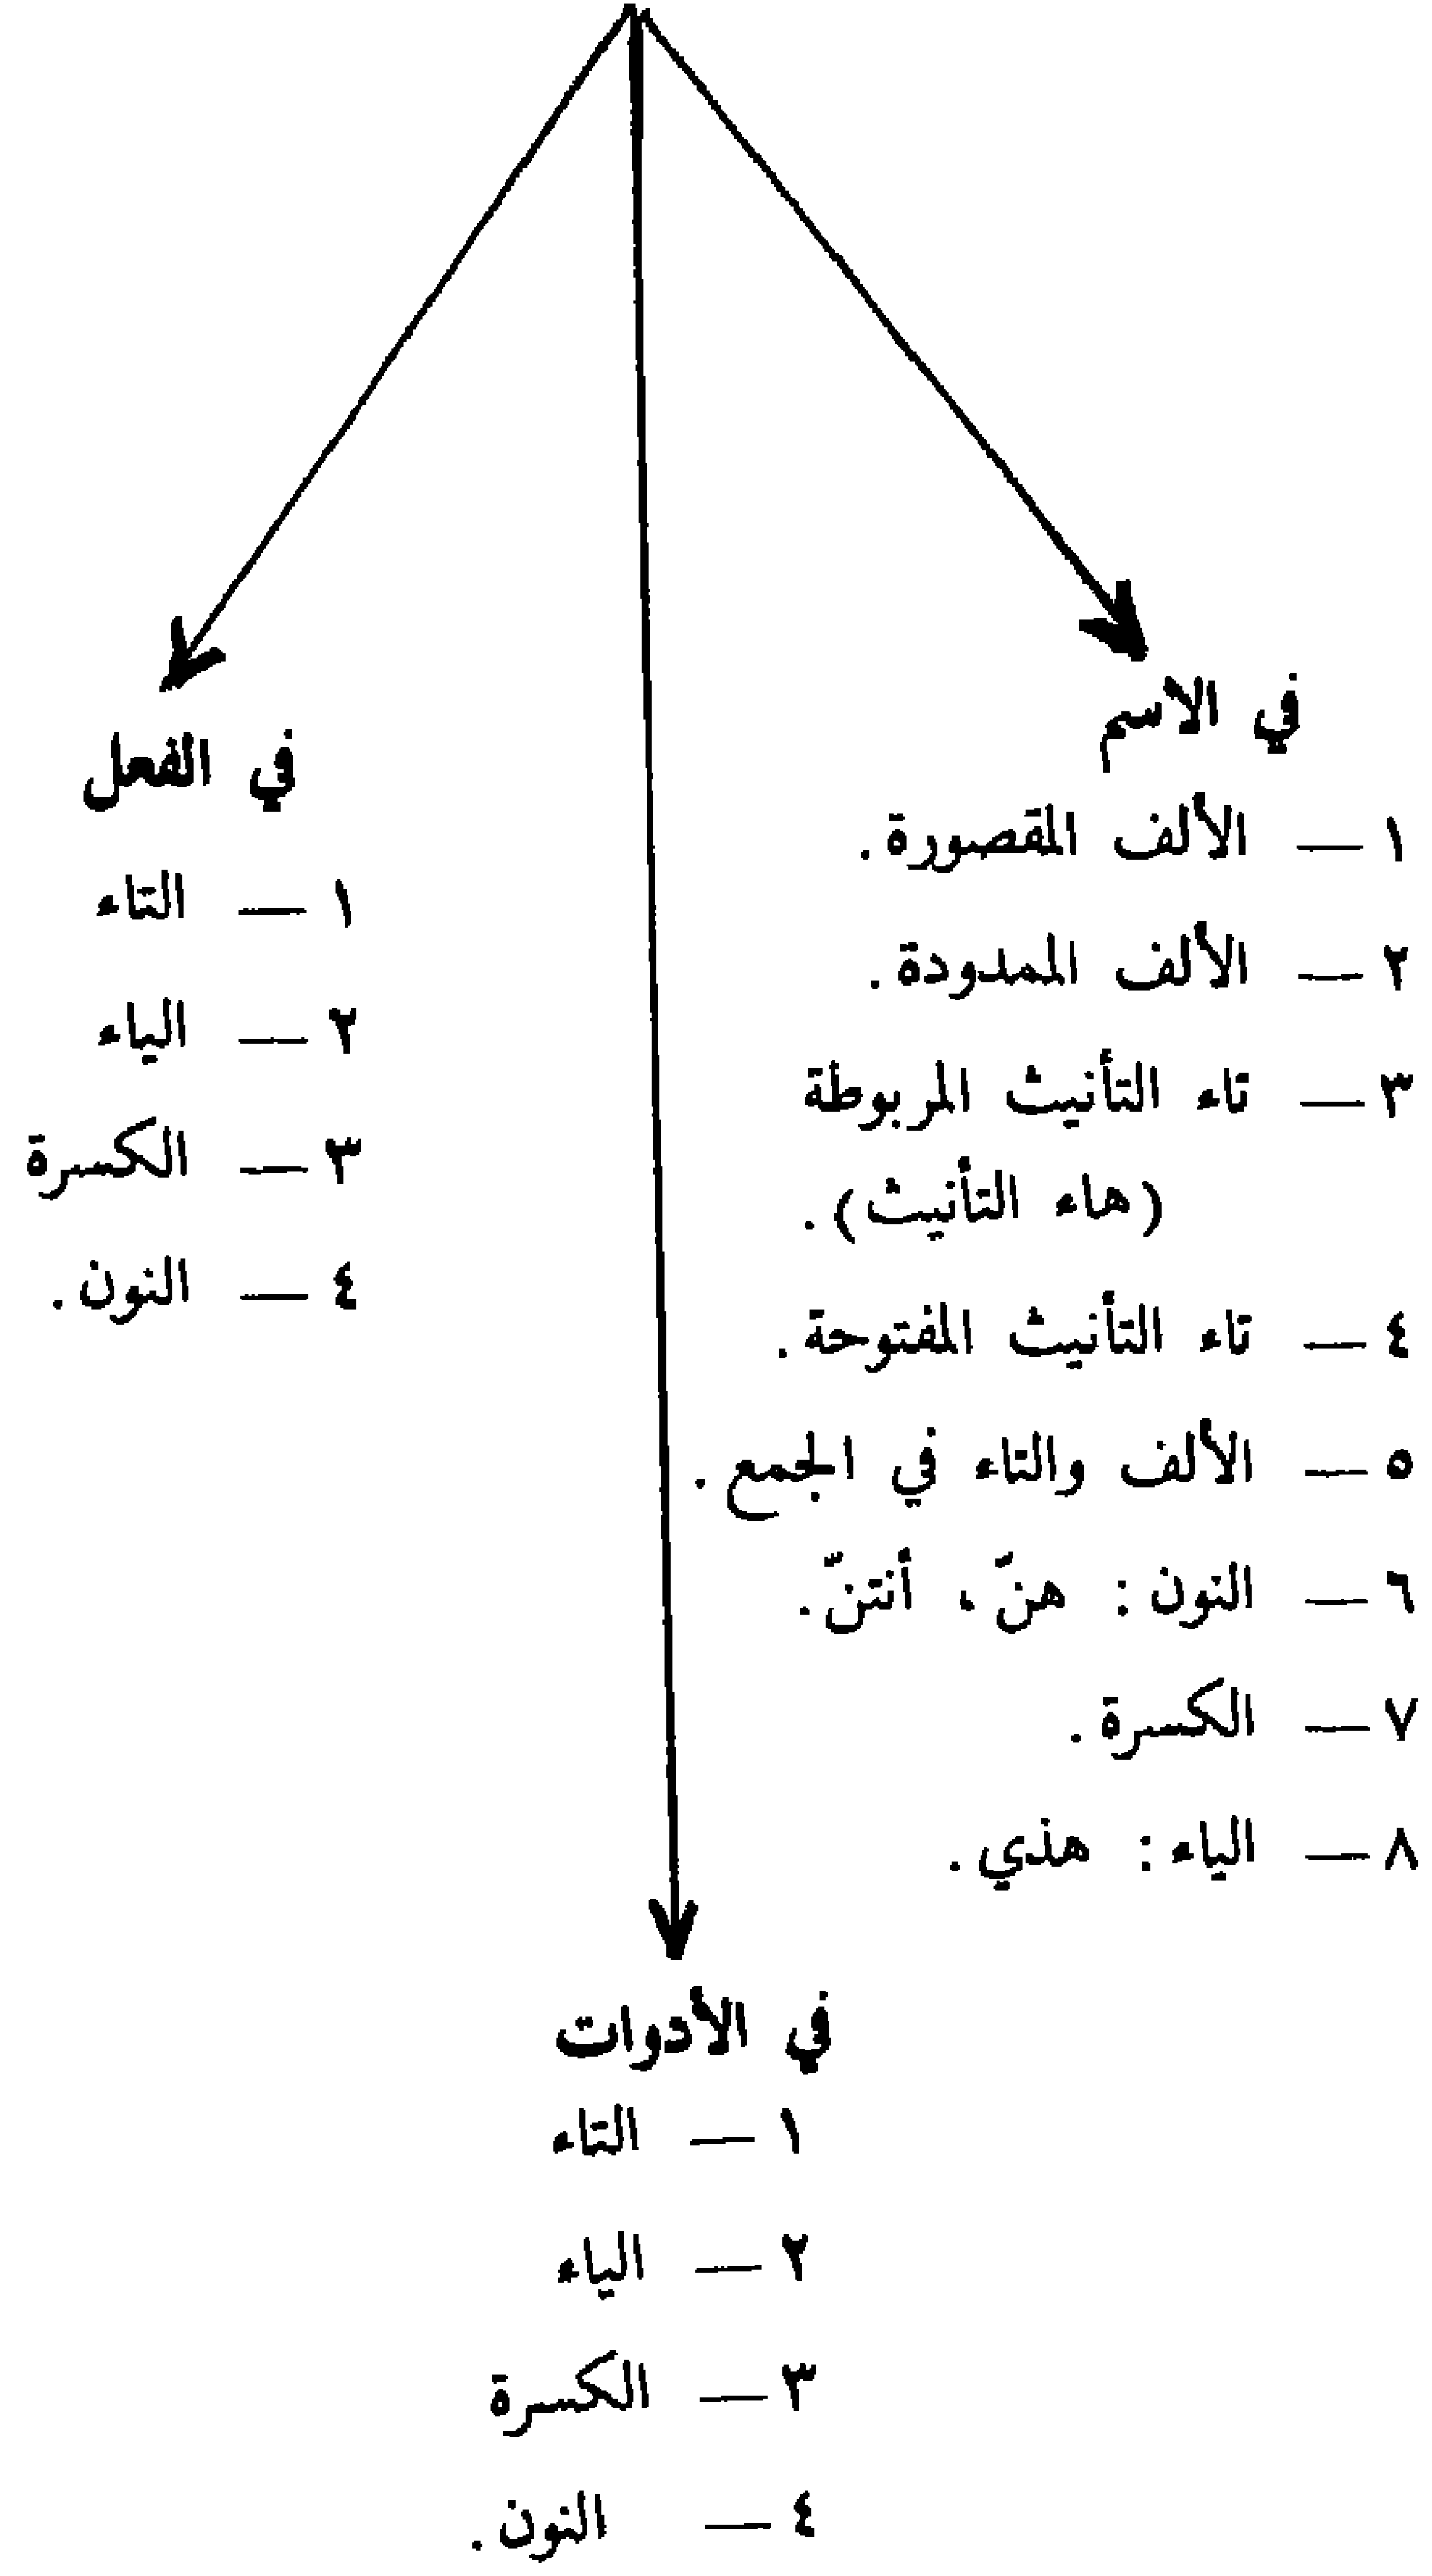 في الاسم
١ — الألف المقصورة.
٢ — الألف الممدودة.
٣ — تاء التأنيث المربوطة
(هاء التأنيث).
٤ — تاء التأنيث المفتوحة.
٥ — الألف والتاء في الجمع.
٦ — النون: هنّ، أنتنّ.
٧ — الكسرة.
٨ — الياء: هذي.
في الفعل
١ — التاء
٢ — الياء
٣ — الكسرة
٤ — النون.
في الأدوات
١ — التاء
٢ — الياء
٣ — الكسرة
٤ — النون.